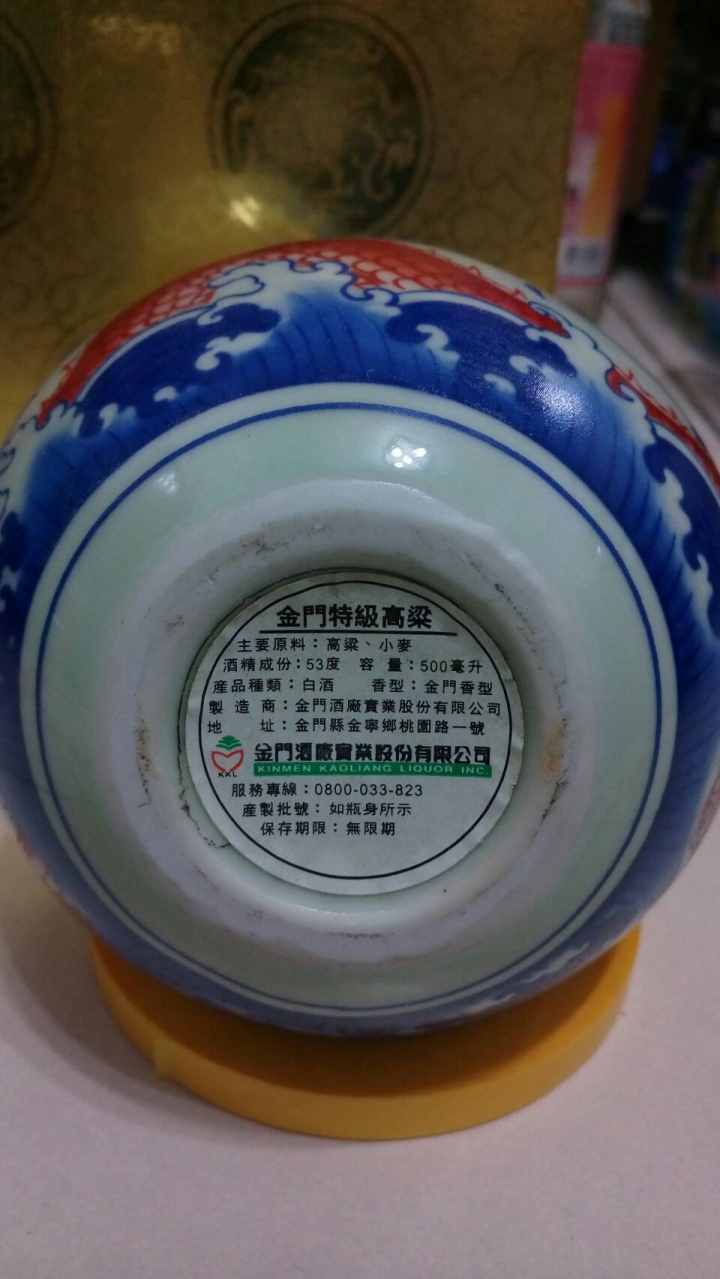 金門特級高粱
主要原料：高粱、小麥
酒精成份：53度 容 量：500毫升
産品種類：白酒 香型：金門香型
製 造 商：金門酒廠實業股份有限公司
地 址：金門縣金寧鄉桃園路一號
KKL 金門酒廠實業股份有限公司
KINMEN KAOLIANG LIQUOR INC.
服務專線：0800-033-823
産製批號：如瓶身所示
保存期限：無限期